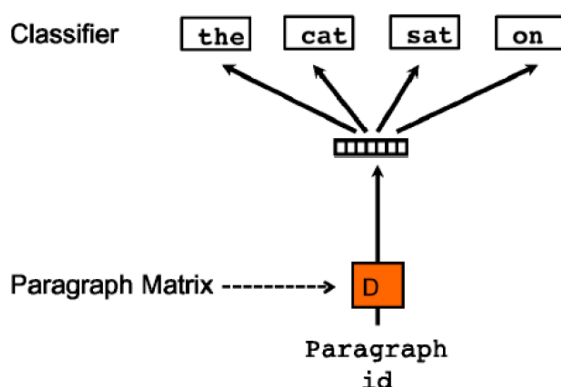 Classifier the cat sat on
Paragraph Matrix D
Paragraph
id